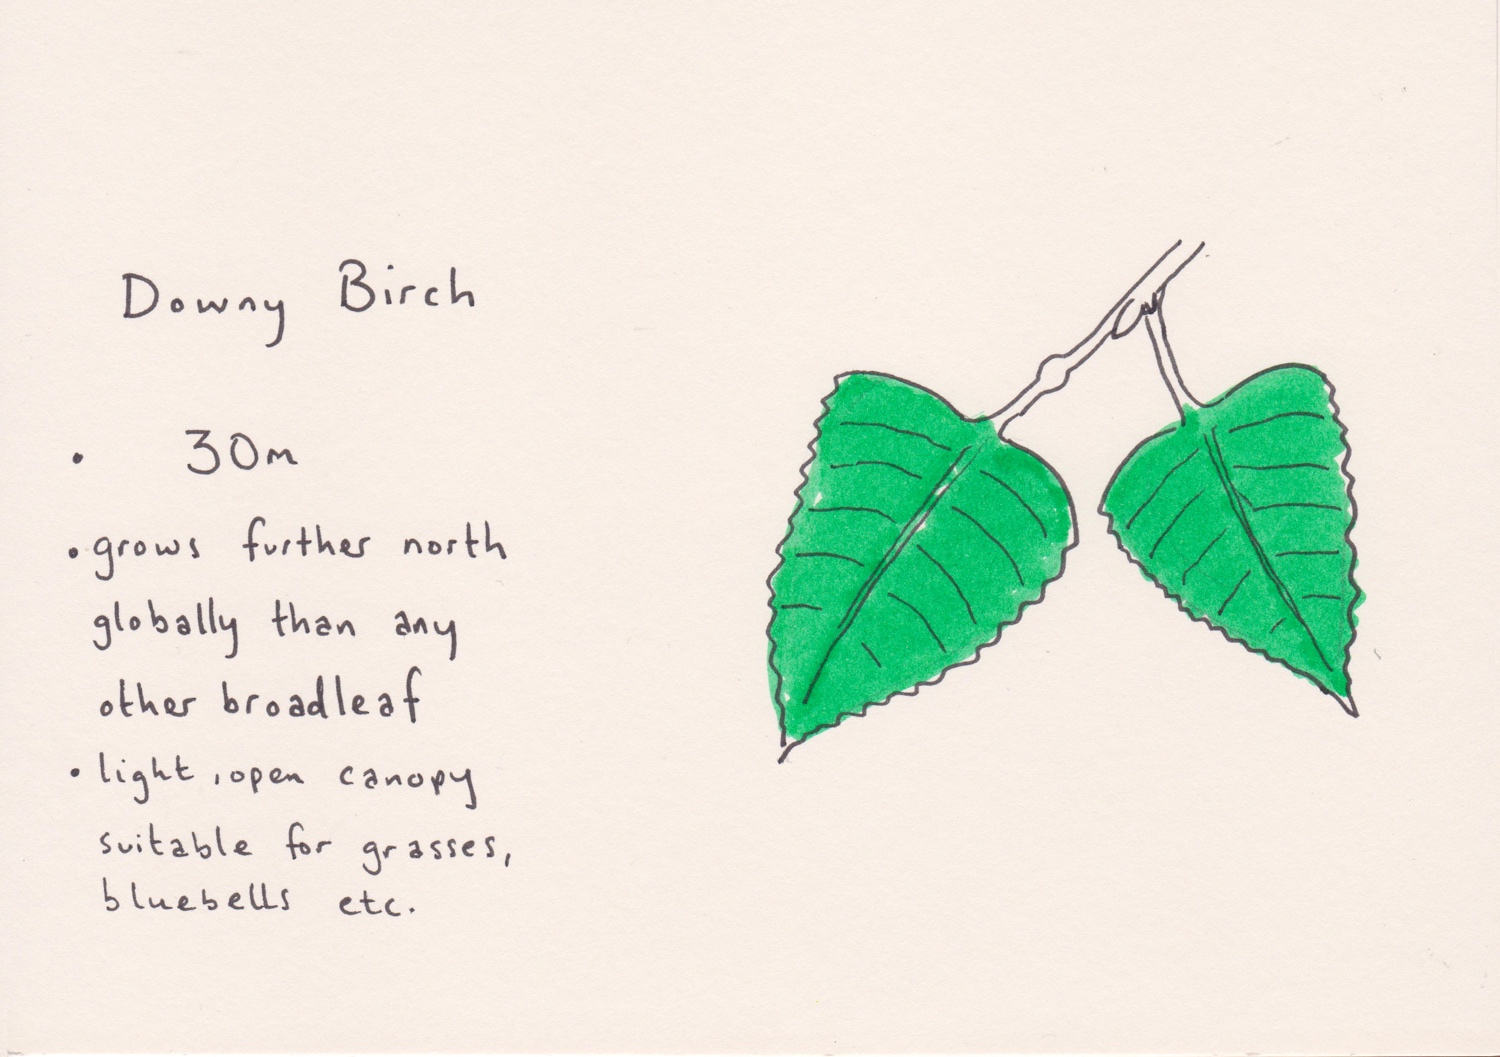 Downy Birch
• 30m
• grows further north
globally than any
other broadleaf
• light, open canopy
suitable for grasses,
bluebells etc.